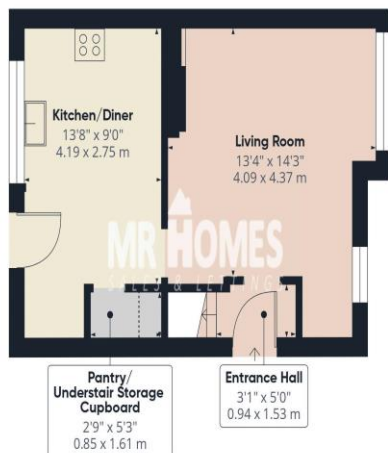 Kitchen/Diner
13'8" x 9'0"
4.19 x 2.75 m
Living Room
13'4" x 14'3"
4.09 x 4.37 m
MR HOMES
SALES & LETTINGS
Pantry/
Understair Storage
Cupboard
2'9" x 5'3"
0.85 x 1.61 m
Entrance Hall
3'1" x 5'0"
0.94 x 1.53 m